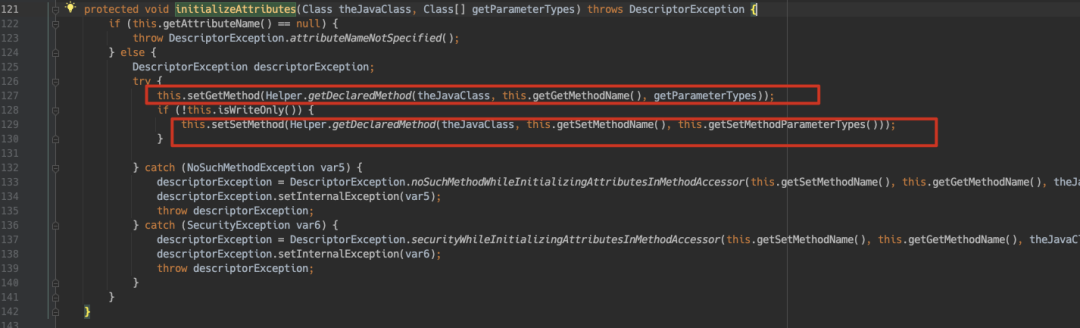 121 protected void initializeAttributes(Class theJavaClass, Class[] getParameterTypes) throws DescriptorException {
122 if (this.getAttributeName() == null) {
123 throw DescriptorException.attributeNameNotSpecified();
124 } else {
125 DescriptorException descriptorException;
126 try {
127 this.setGetMethod(Helper.getDeclaredMethod(theJavaClass, this.getGetMethodName(), getParameterTypes));
128 if (!this.isWriteOnly()) {
129 this.setSetMethod(Helper.getDeclaredMethod(theJavaClass, this.getSetMethodName(), this.getSetMethodParameterTypes()));
130 }
131
132 } catch (NoSuchMethodException var5) {
133 descriptorException = DescriptorException.noSuchMethodWhileInitializingAttributesInMethodAccessor(this.getSetMethodName(), this.getGetMethodName(), theJa
134 descriptorException.setInternalException(var5);
135 throw descriptorException;
136 } catch (SecurityException var6) {
137 descriptorException = DescriptorException.securityWhileInitializingAttributesInMethodAccessor(this.getSetMethodName(), this.getGetMethodName(), theJavaCl
138 descriptorException.setInternalException(var6);
139 throw descriptorException;
140 }
141 }
142 }
143